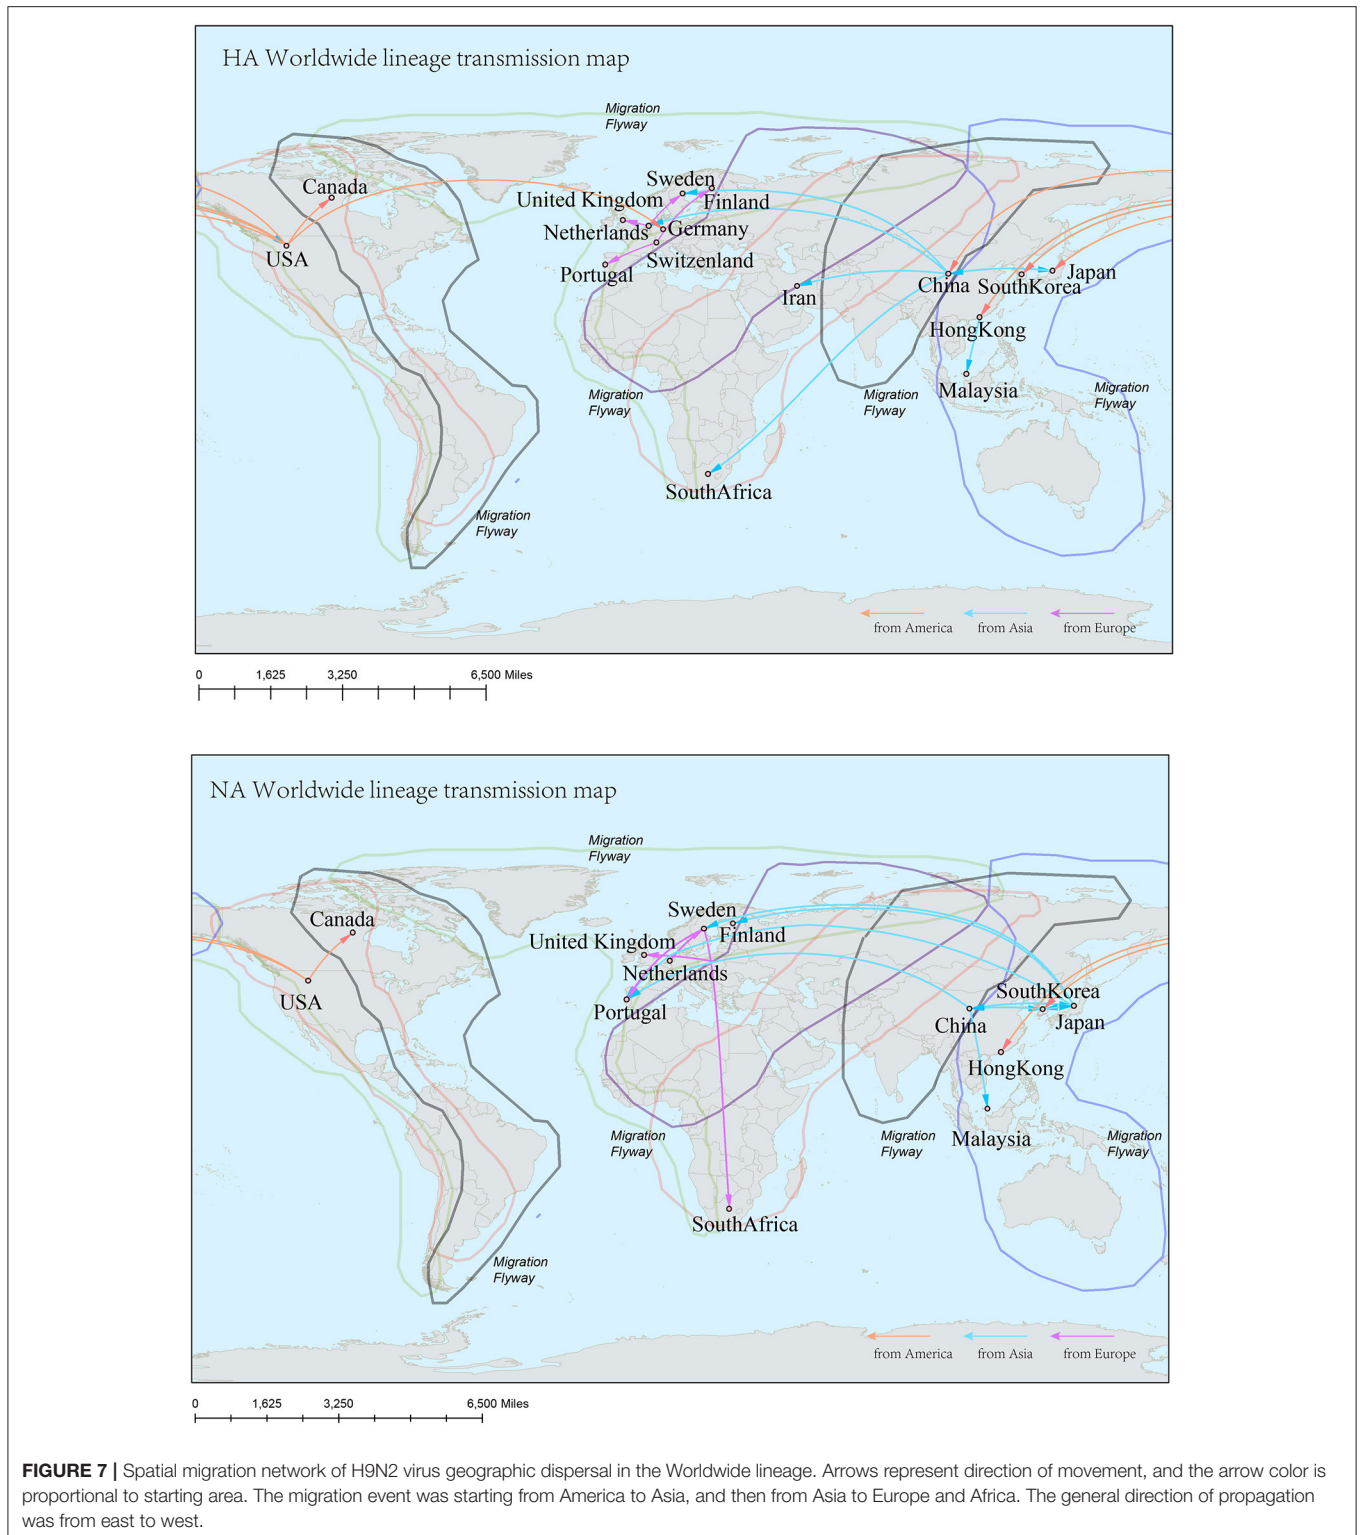 HA Worldwide lineage transmission map
Migration
Flyway
Canada
Sweden
United Kingdom
Finland
Netherlands
Germany
USA
Switzenland
Portugal
Iran
China
SouthKorea
Japan
HongKong
Malaysia
Migration
Flyway
Migration
Flyway
Migration
Flyway
SouthAfrica
Migration
Flyway
from America
from Asia
from Europe
0 1,625 3,250 6,500 Miles
NA Worldwide lineage transmission map
Migration
Flyway
Canada
Sweden
Finland
United Kingdom
Netherlands
USA
Portugal
SouthKorea
China
Japan
HongKong
Malaysia
Migration
Flyway
Migration
Flyway
Migration
Flyway
SouthAfrica
Migration
Flyway
from America
from Asia
from Europe
0 1,625 3,250 6,500 Miles
FIGURE 7 | Spatial migration network of H9N2 virus geographic dispersal in the Worldwide lineage. Arrows represent direction of movement, and the arrow color is
proportional to starting area. The migration event was starting from America to Asia, and then from Asia to Europe and Africa. The general direction of propagation
was from east to west.